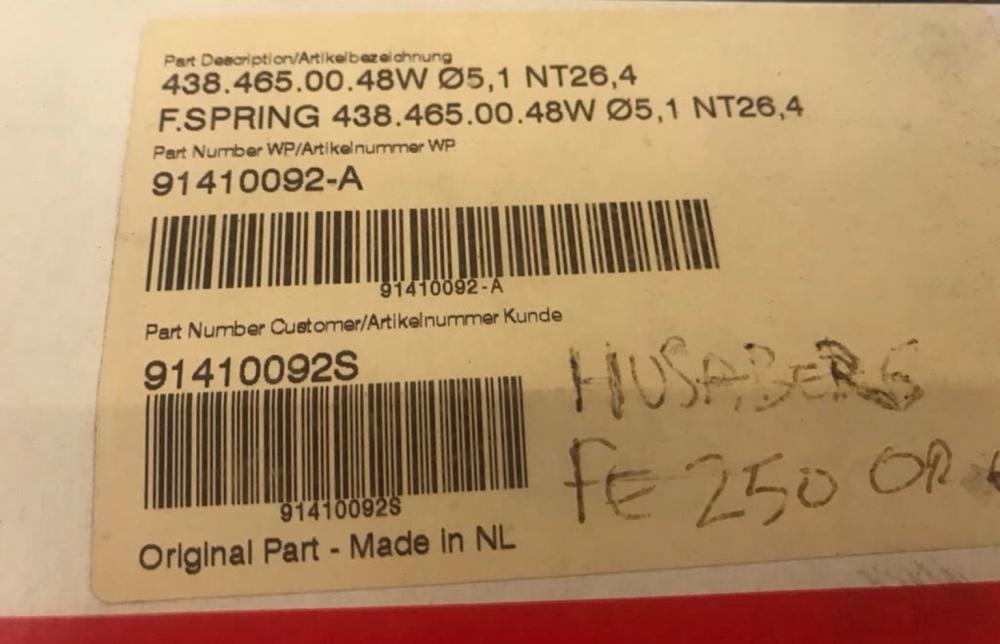 Part Description/Artikelbezeichnung
438.465.00.48W Ø5,1 NT26,4
F.SPRING 438.465.00.48W Ø5,1 NT26,4
Part Number WP/Artikelnummer WP
91410092-A
91410092-A
Part Number Customer/Artikelnummer Kunde
91410092S
91410092S
Original Part - Made in NL
HUSABERG
FE 250 OR